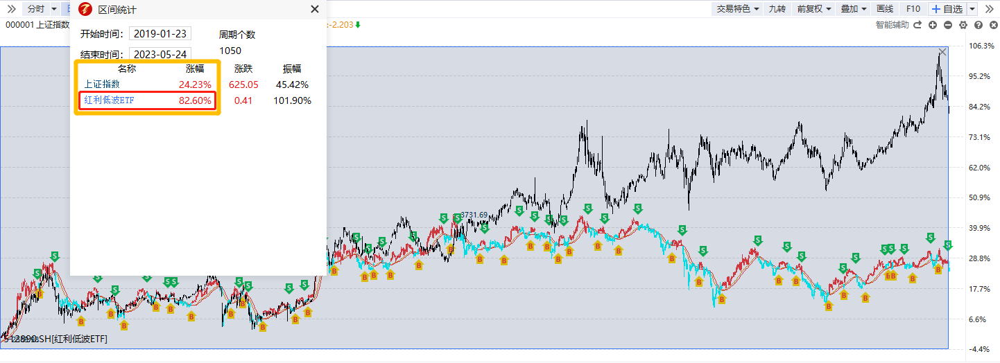 分时
区间统计
交易特色 九转 前复权 叠加 画线 F10 +自选
000001 上证指数
:-2.203
智能辅助
开始时间: 2019-01-23
周期个数
结束时间: 2023-05-24
1050
名称 涨幅 涨跌 振幅
上证指数 24.23% 625.05 45.42%
红利低波ETF 82.60% 0.41 101.90%
106.3%
95.2%
84.2%
73.1%
62.0%
50.9%
39.9%
28.8%
17.7%
6.6%
-4.4%
3731.69
512890.SH[红利低波ETF]